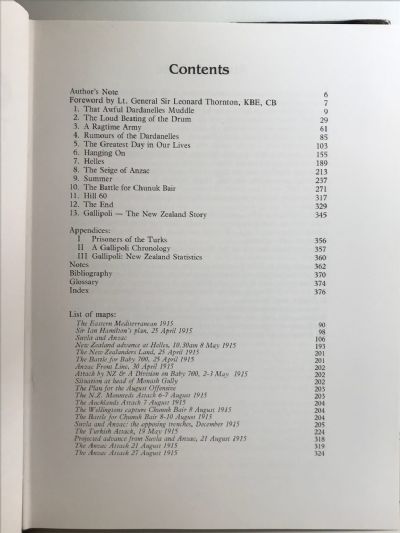 Contents
Author's Note 6
Foreword by Lt. General Sir Leonard Thornton, KBE, CB 7
1. That Awful Dardanelles Muddle 9
2. The Loud Beating of the Drum 29
3. A Ragtime Army 61
4. Rumours of the Dardanelles 85
5. The Greatest Day in Our Lives 103
6. Hanging On 155
7. Helles 189
8. The Seige of Anzac 213
9. Summer 237
10. The Battle for Chunuk Bair 271
11. Hill 60 317
12. The End 329
13. Gallipoli — The New Zealand Story 345
Appendices:
I Prisoners of the Turks 356
II A Gallipoli Chronology 357
III Gallipoli: New Zealand Statistics 360
Notes 362
Bibliography 370
Glossary 374
Index 376
List of maps:
The Eastern Mediterranean 1915 90
Sir Ian Hamilton's plan, 25 April 1915 98
Suvla and Anzac 106
New Zealand advance at Helles, 10.30am 8 May 1915 193
The New Zealanders Land, 25 April 1915 201
The Battle for Baby 700, 25 April 1915 201
Anzac Front Line, 30 April 1915 202
Attack by NZ & A Division on Baby 700, 2-3 May 1915 202
Situation at head of Monash Gully 202
The Plan for the August Offensive 203
The N.Z. Mounteds Attack 6-7 August 1915 203
The Aucklands Attack 7 August 1915 204
The Wellingtons capture Chunuk Bair 8 August 1915 204
The Battle for Chunuk Bair 8-10 August 1915 204
Suvla and Anzac: the opposing trenches, December 1915 205
The Turkish Attack, 19 May 1915 224
Projected advance from Suvla and Anzac, 21 August 1915 318
The Anzac Attack 21 August 1915 319
The Anzac Attack 27 August 1915 324